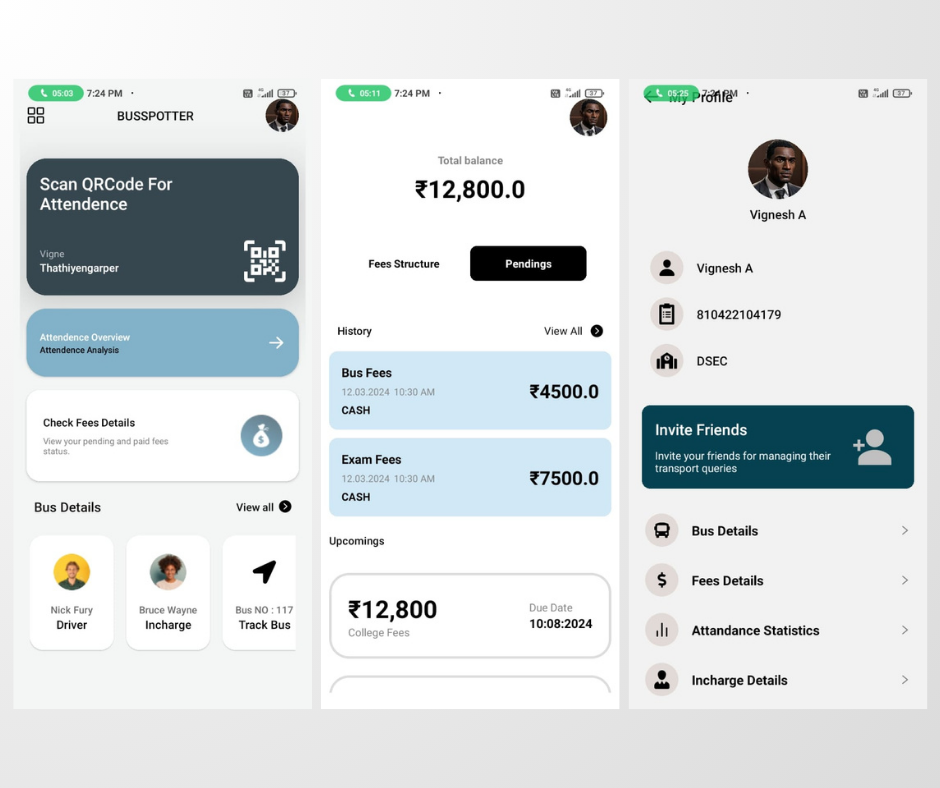 05:03 7:24 PM
37
BUSSPOTTER
Scan QRCode For
Attendence
Vigne
Thathiyengarper
Attendence Overview
Attendence Analysis
Check Fees Details
View your pending and paid fees
status.
Bus Details
View all
Nick Fury
Driver
Bruce Wayne
Incharge
Bus NO : 117
Track Bus
05:11 7:24 PM
37
Total balance
₹12,800.0
Fees Structure
Pendings
History
View All
Bus Fees
12.03.2024 10:30 AM
CASH
₹4500.0
Exam Fees
12.03.2024 10:30 AM
CASH
₹7500.0
Upcomings
₹12,800
College Fees
Due Date
10:08:2024
05:25 7:24 PM
37
My Profile
Vignesh A
Vignesh A
810422104179
DSEC
Invite Friends
Invite your friends for managing their
transport queries
Bus Details
Fees Details
Attandance Statistics
Incharge Details